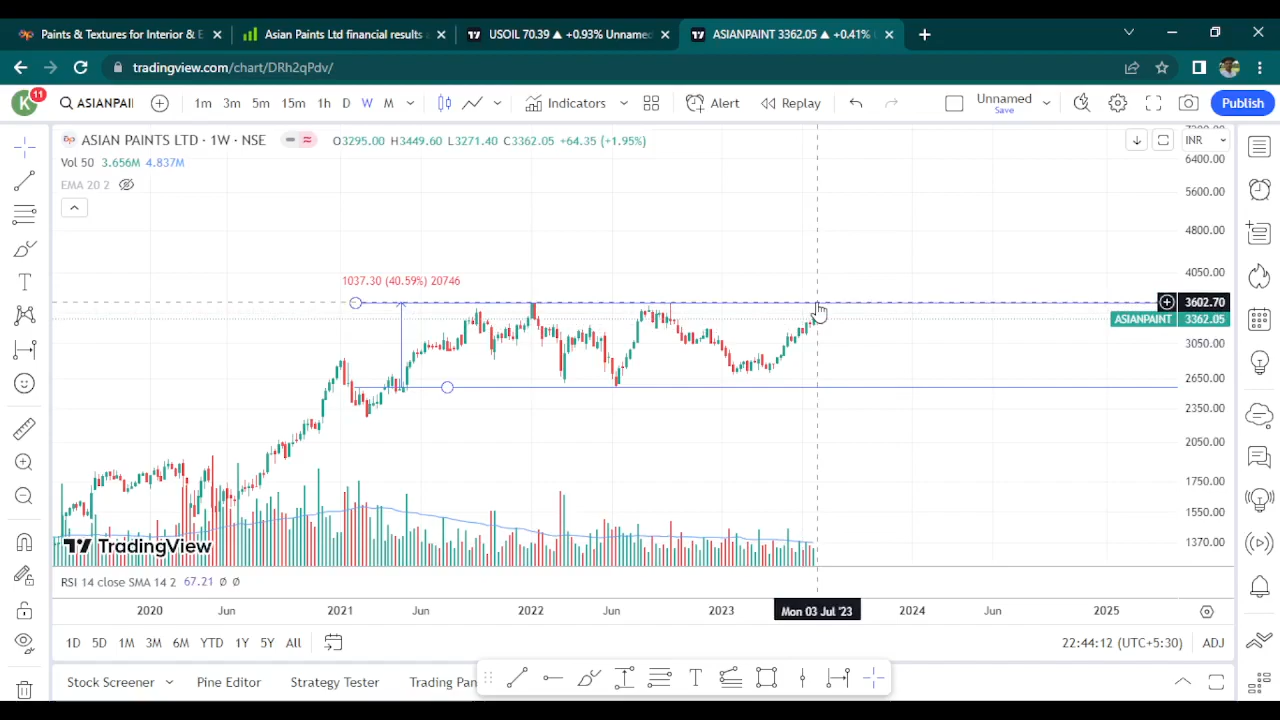 Paints & Textures for Interior & E
Asian Paints Ltd financial results a
USOIL 70.39 ▲ +0.93% Unnamed
ASIANPAINT 3362.05 ▲ +0.41%
tradingview.com/chart/DRh2qPdv/
K 11
ASIANPAI
1m 3m 5m 15m 1h D W M
Indicators
Alert
Replay
Unnamed
Save
Publish
ASIAN PAINTS LTD · 1W · NSE
O3295.00 H3449.60 L3271.40 C3362.05 +64.35 (+1.95%)
INR
Vol 50 3.656M 4.837M
EMA 20 2
6400.00
5600.00
4800.00
4050.00
1037.30 (40.59%) 20746
3602.70
ASIANPAINT 3362.05
3050.00
2650.00
2350.00
2050.00
1750.00
1550.00
1370.00
TradingView
RSI 14 close SMA 14 2 67.21 Ø Ø
2020 Jun 2021 Jun 2022 Jun 2023 Mon 03 Jul '23 2024 Jun 2025
1D 5D 1M 3M 6M YTD 1Y 5Y All
22:44:12 (UTC+5:30) ADJ
Stock Screener Pine Editor Strategy Tester Trading Pan